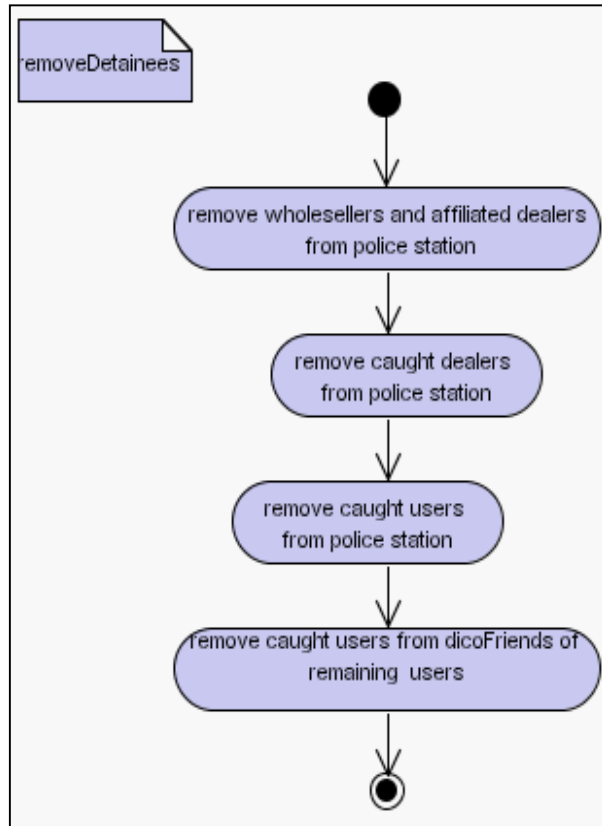 removeDetainees
remove wholesellers and affiliated dealers
from police station
remove caught dealers
from police station
remove caught users
from police station
remove caught users from dicoFriends of
remaining users